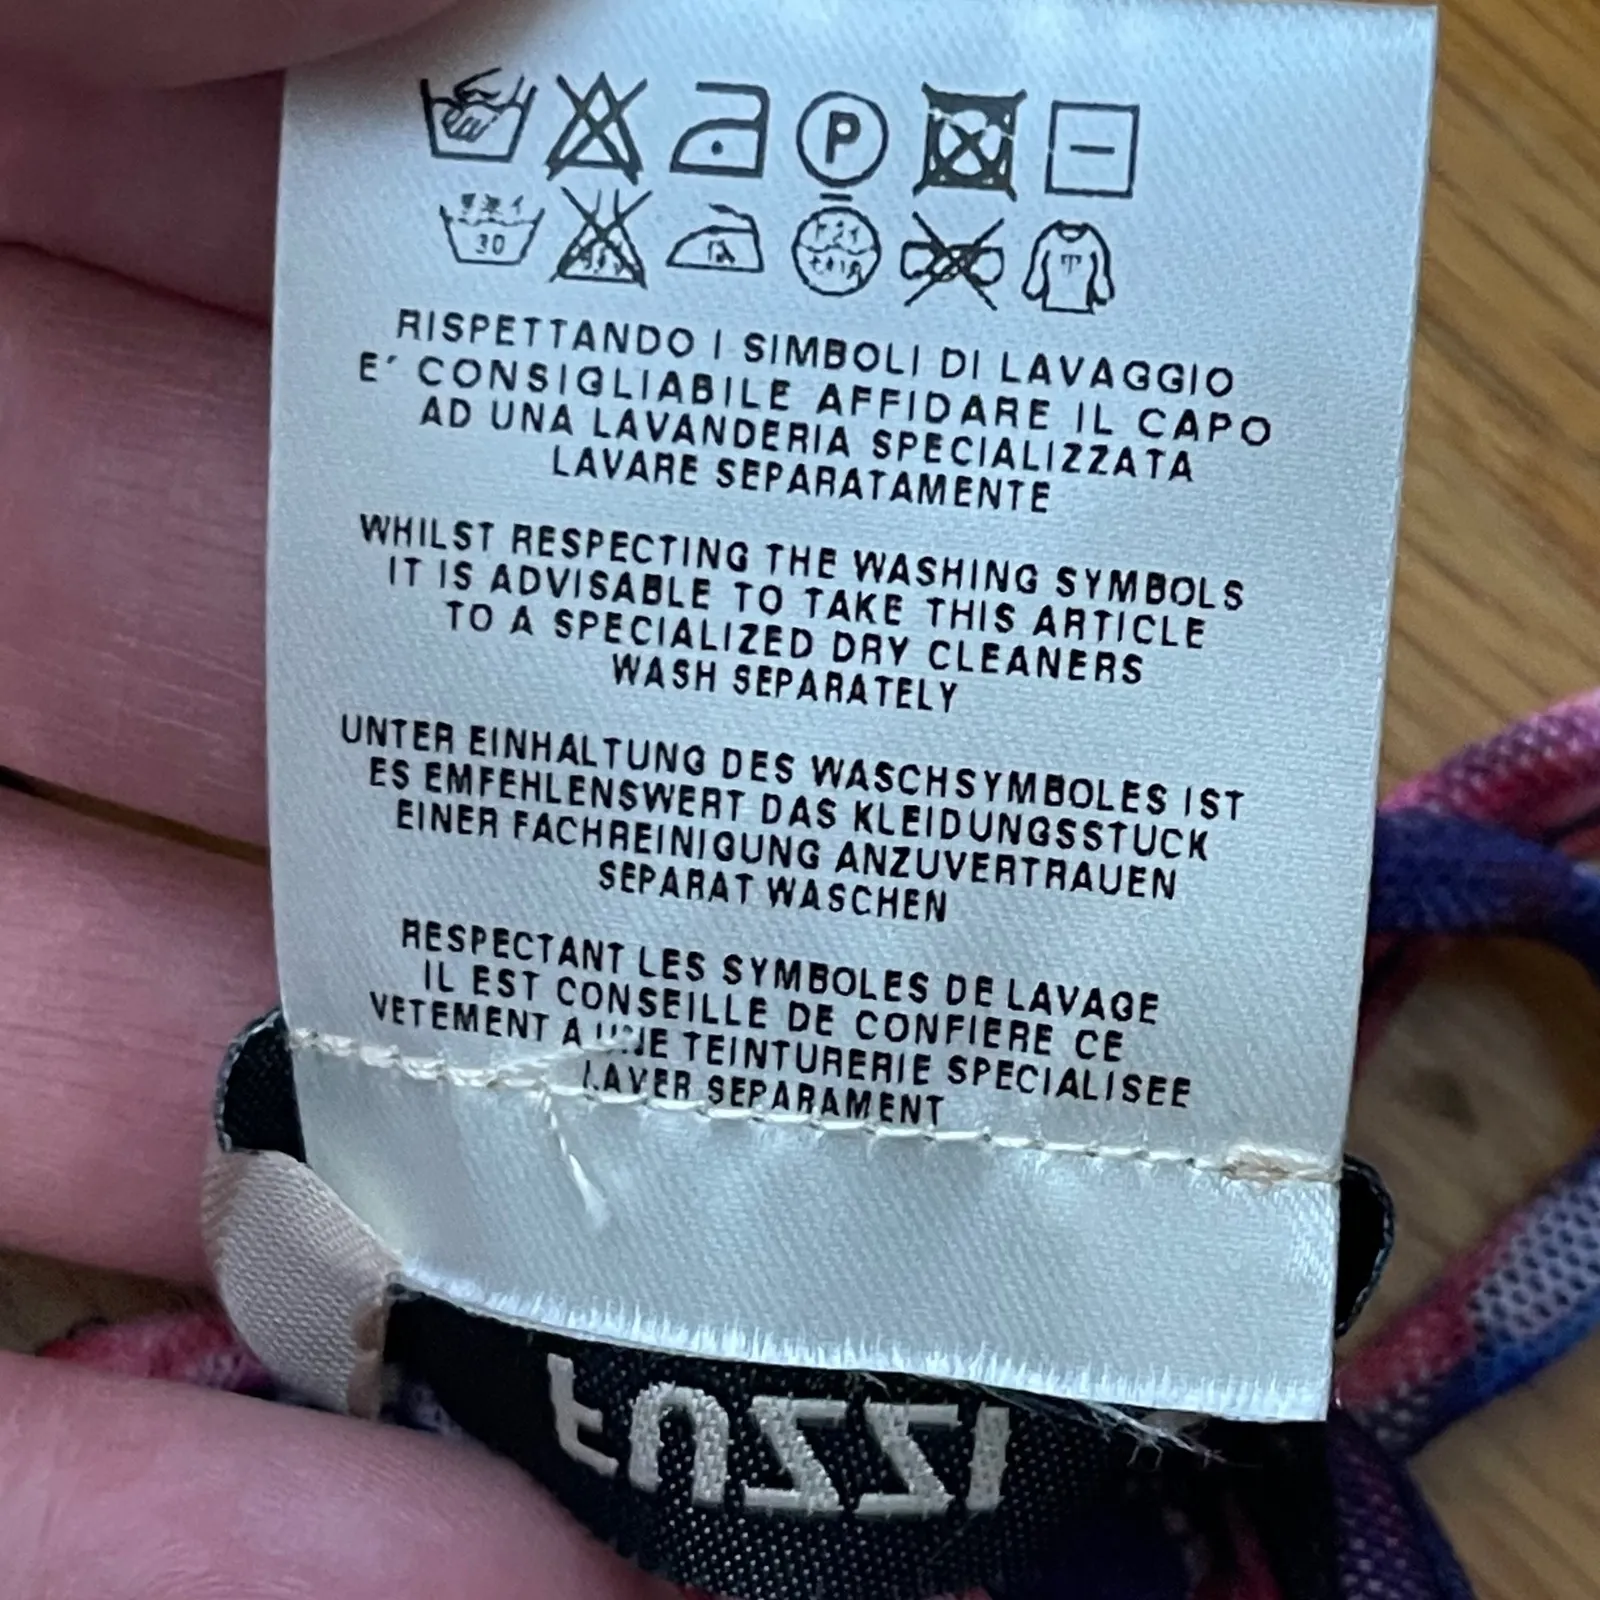 P
30
RISPETTANDO I SIMBOLI DI LAVAGGIO
E' CONSIGLIABILE AFFIDARE IL CAPO
AD UNA LAVANDERIA SPECIALIZZATA
LAVARE SEPARATAMENTE
WHILST RESPECTING THE WASHING SYMBOLS
IT IS ADVISABLE TO TAKE THIS ARTICLE
TO A SPECIALIZED DRY CLEANERS
WASH SEPARATELY
UNTER EINHALTUNG DES WASCHSYMBOLES IST
ES EMFEHLENSWERT DAS KLEIDUNGSSTUCK
EINER FACHREINIGUNG ANZUVERTRAUEN
SEPARAT WASCHEN
RESPECTANT LES SYMBOLES DE LAVAGE
IL EST CONSEILLE DE CONFIERE CE
VETEMENT A UNE TEINTURERIE SPECIALISEE
LAVER SEPARAMENT
FUZZI